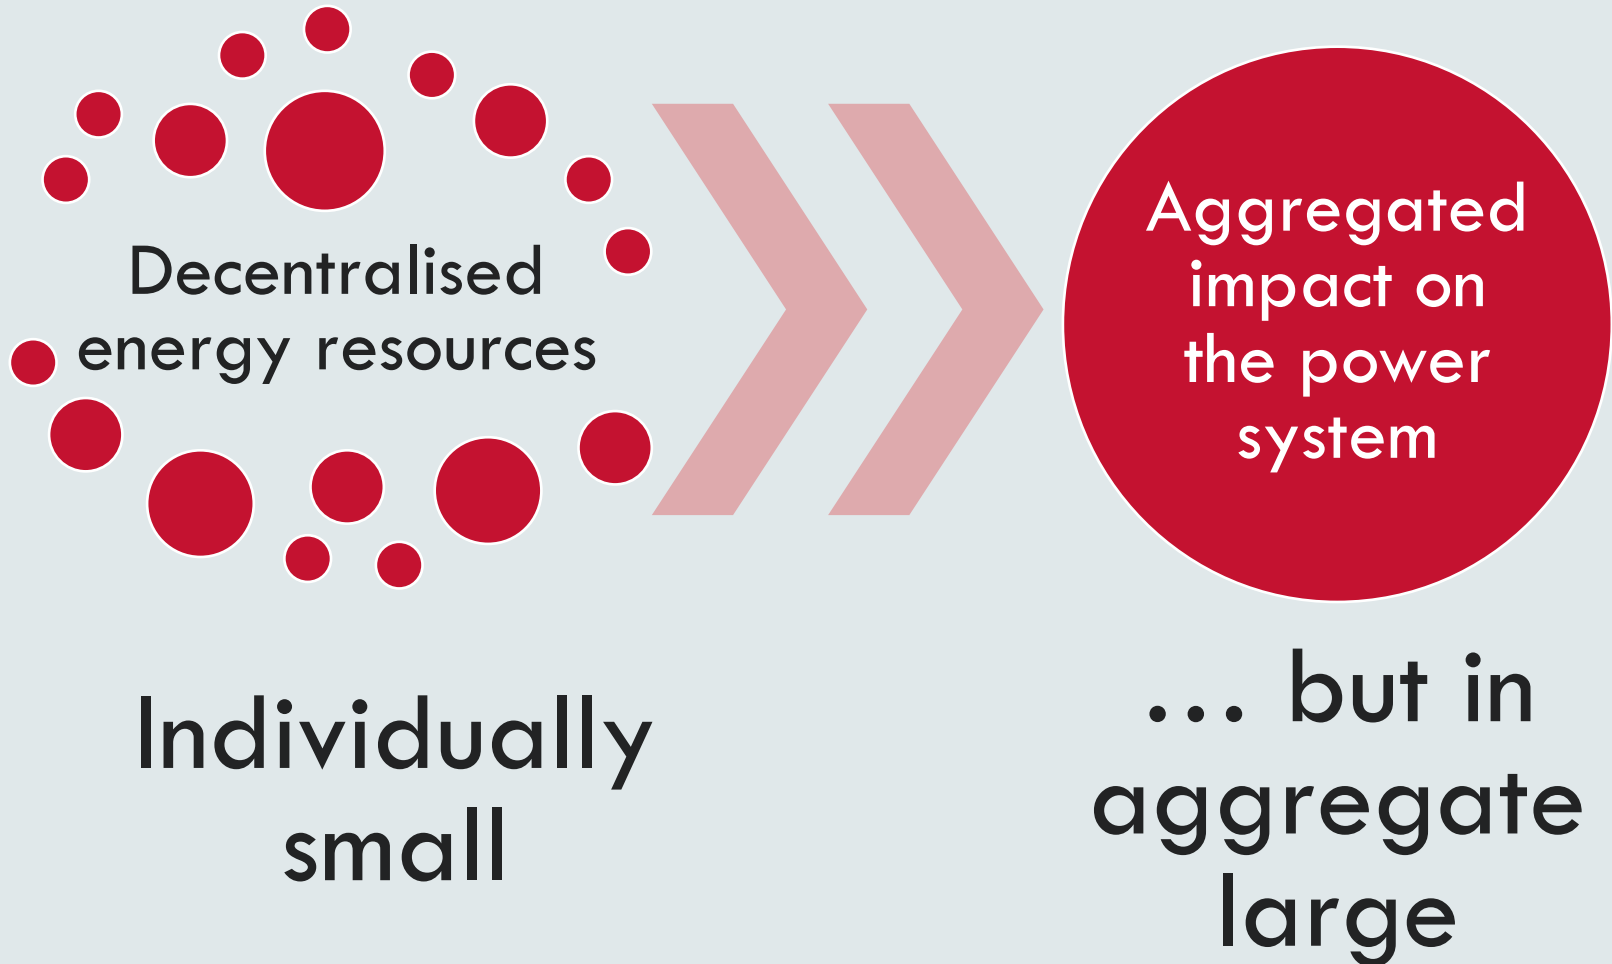 Decentralised
energy resources
Individually
small
Aggregated
impact on
the power
system
... but in
aggregate
large